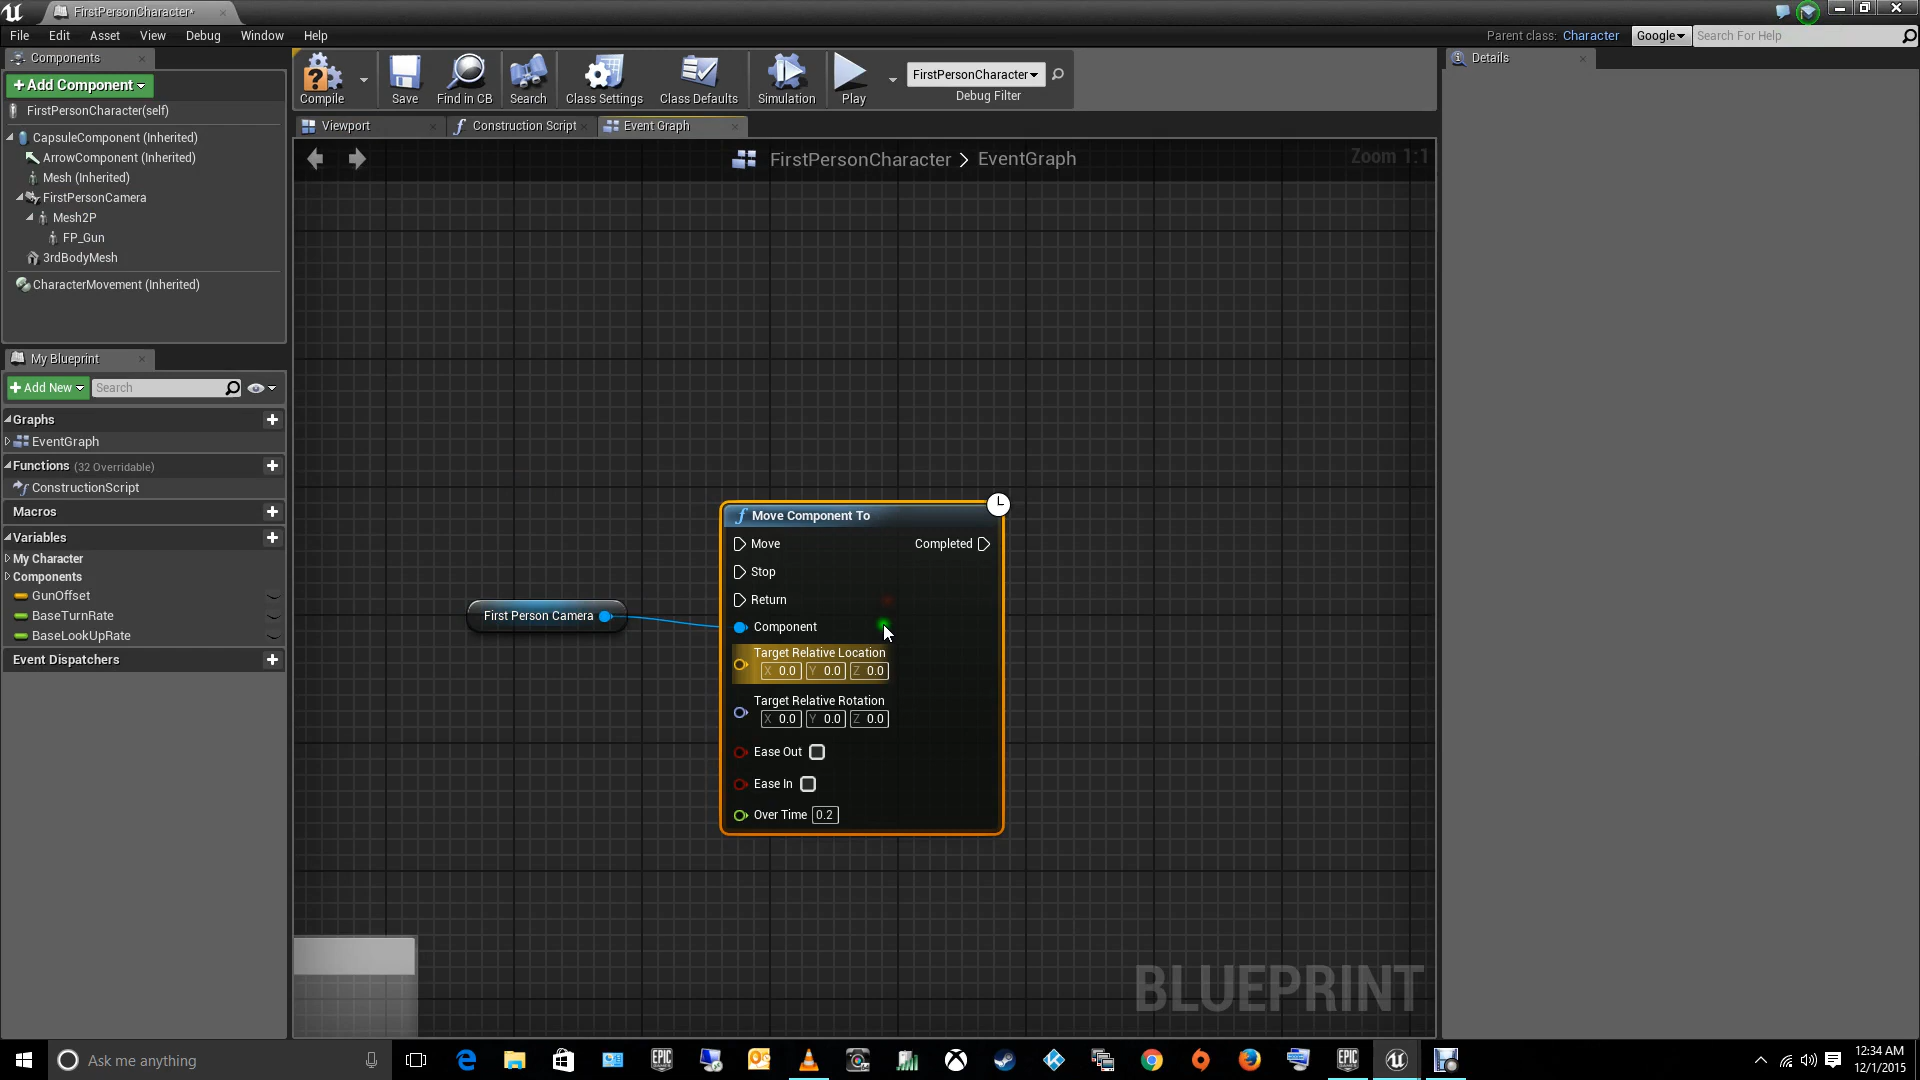 FirstPersonCharacter*
File Edit Asset View Debug Window Help
Parent class: Character Google Search For Help
Components
Details
+Add Component
Compile Save Find in CB Search Class Settings Class Defaults Simulation Play
FirstPersonCharacter
Debug Filter
FirstPersonCharacter(self)
CapsuleComponent (Inherited)
ArrowComponent (Inherited)
Mesh (Inherited)
FirstPersonCamera
Mesh2P
FP_Gun
3rdBodyMesh
CharacterMovement (Inherited)
Viewport
Construction Script
Event Graph
FirstPersonCharacter > EventGraph
Zoom 1:1
My Blueprint
+Add New Search
Graphs
EventGraph
Functions (32 Overridable)
ConstructionScript
Macros
Variables
My Character
Components
GunOffset
BaseTurnRate
BaseLookUpRate
Event Dispatchers
First Person Camera
Move Component To
Move Completed
Stop
Return
Component
Target Relative Location
X 0.0 Y 0.0 Z 0.0
Target Relative Rotation
X 0.0 Y 0.0 Z 0.0
Ease Out
Ease In
Over Time 0.2
BLUEPRINT
Ask me anything
EPIC
EPIC
12:34 AM
12/1/2015